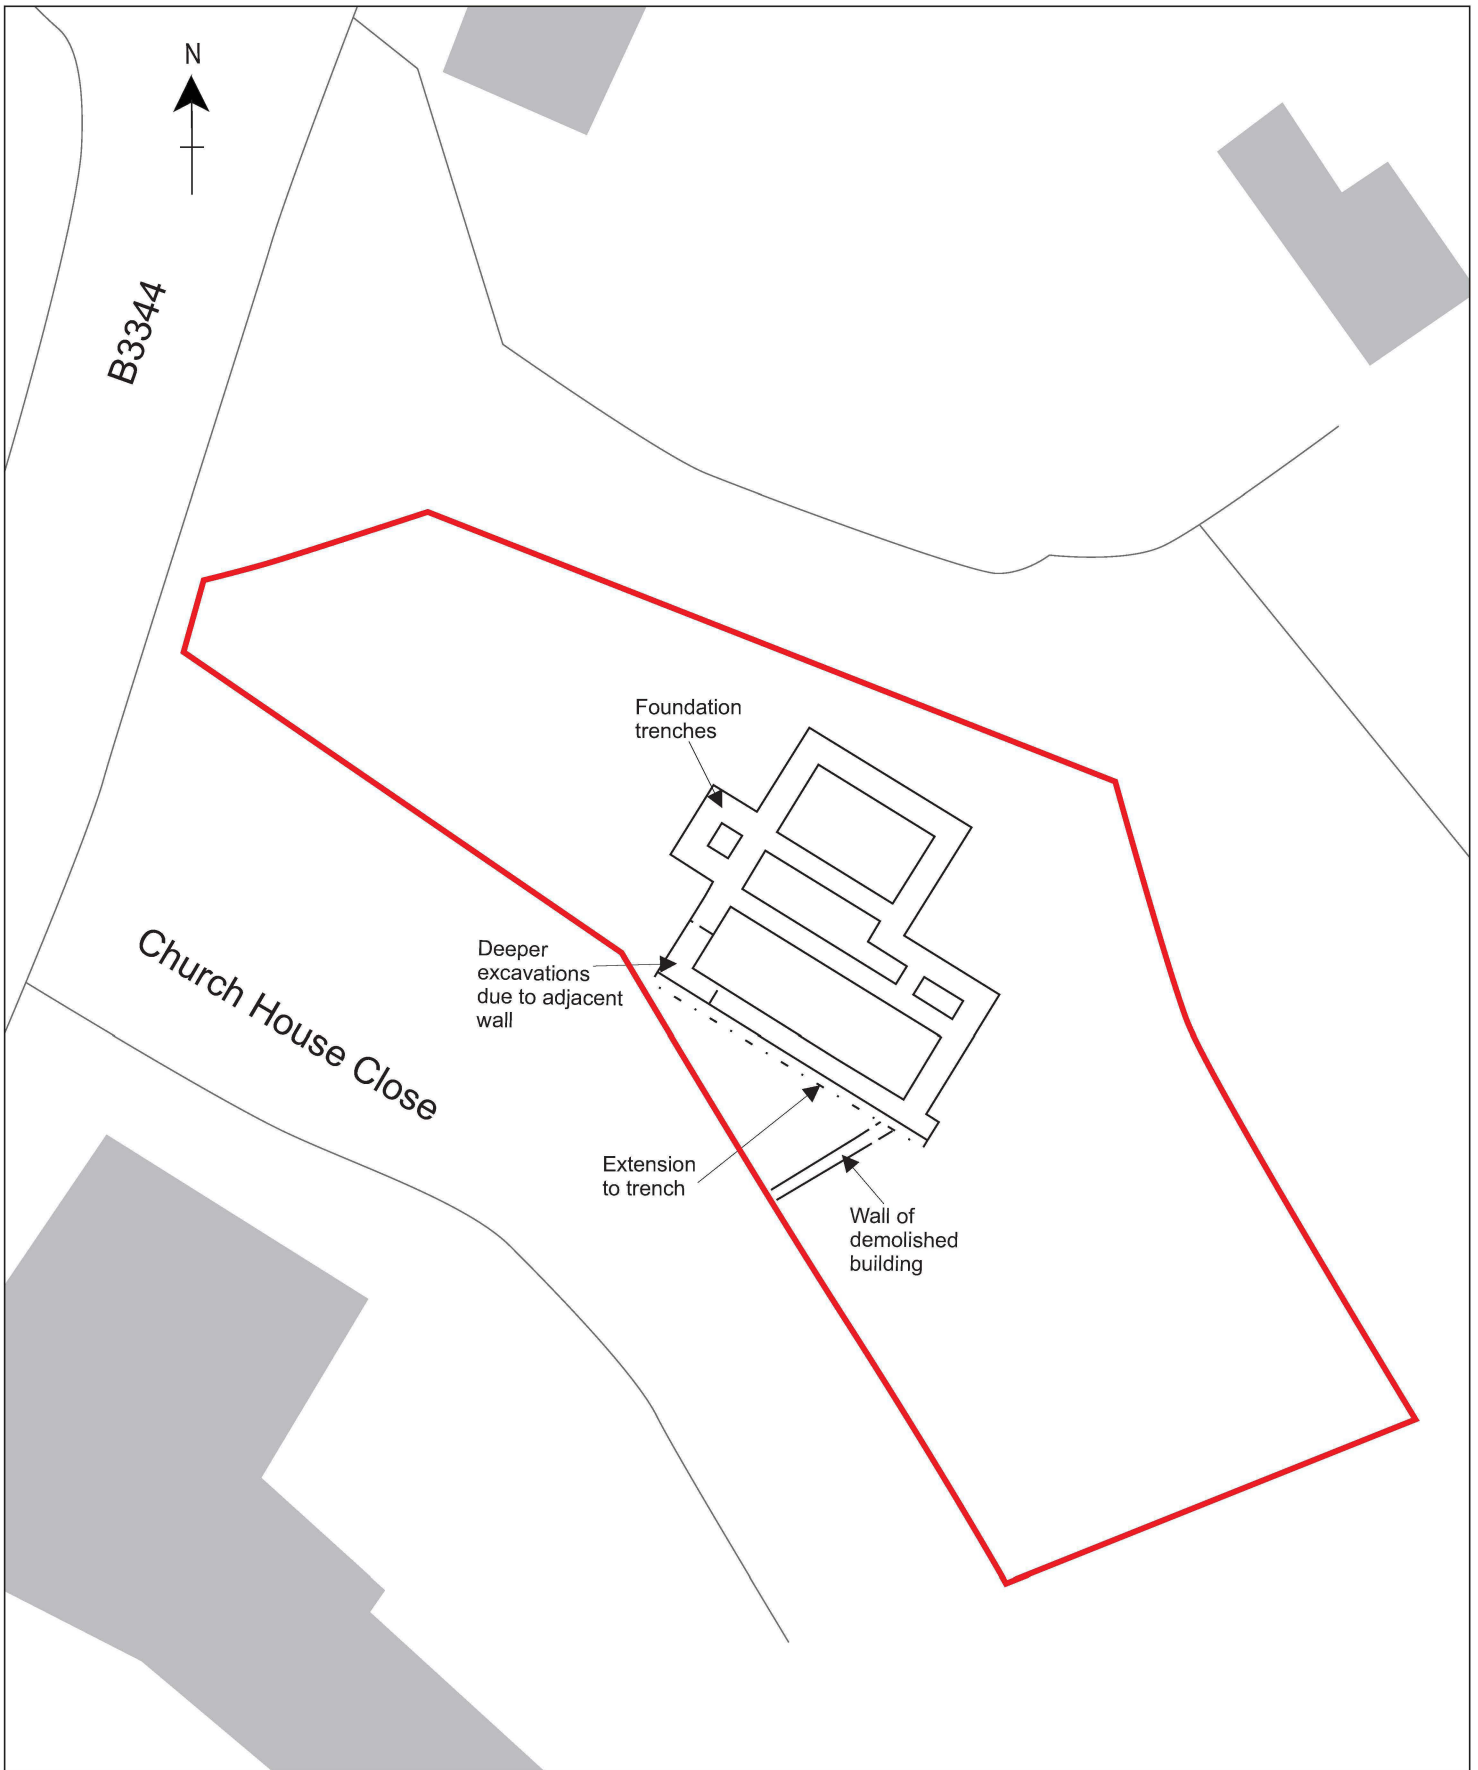 N
B3344
Foundation
trenches
Deeper
excavations
due to adjacent
wall
Church House Close
Extension
to trench
Wall of
demolished
building